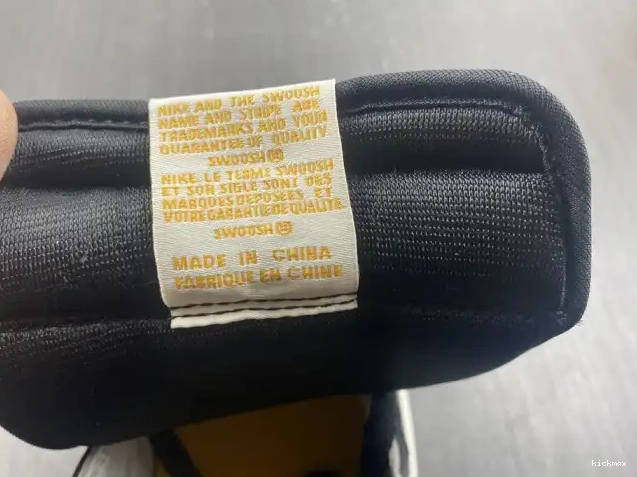 NIKE AND THE SWOOSH
NAME AND STRIPE ARE
TRADEMARKS AND YOUR
GUARANTEE OF QUALITY
SWOOSH®
NIKE. LE TERME SWOOSH
ET SON SIGLE SONT DES
MARQUES DEPOSEES ET
VOTRE GARANTIE DE QUALITE
SWOOSH®
MADE IN CHINA
FABRIQUE EN CHINE
kickmax